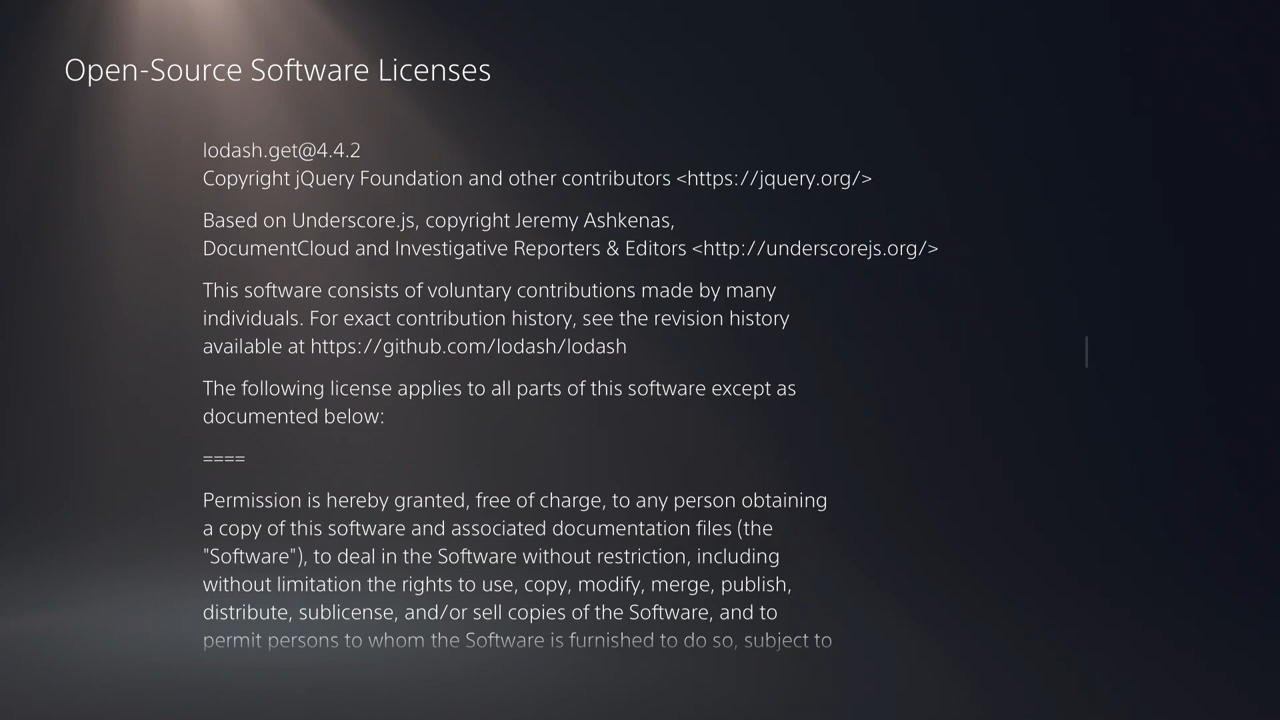 Open-Source Software Licenses
lodash.get@4.4.2
Copyright jQuery Foundation and other contributors <https://jquery.org/>
Based on Underscore.js, copyright Jeremy Ashkenas,
DocumentCloud and Investigative Reporters & Editors <http://underscorejs.org/>
This software consists of voluntary contributions made by many
individuals. For exact contribution history, see the revision history
available at https://github.com/lodash/lodash
The following license applies to all parts of this software except as
documented below:
====
Permission is hereby granted, free of charge, to any person obtaining
a copy of this software and associated documentation files (the
"Software"), to deal in the Software without restriction, including
without limitation the rights to use, copy, modify, merge, publish,
distribute, sublicense, and/or sell copies of the Software, and to
permit persons to whom the Software is furnished to do so, subject to